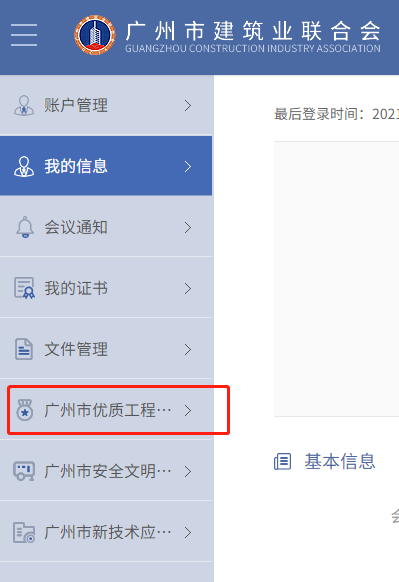 广州市建筑业联合会
GUANGZHOU CONSTRUCTION INDUSTRY ASSOCIATION
账户管理
最后登录时间：2021
我的信息
会议通知
我的证书
文件管理
广州市优质工程…
基本信息
广州市安全文明…
广州市新技术应…